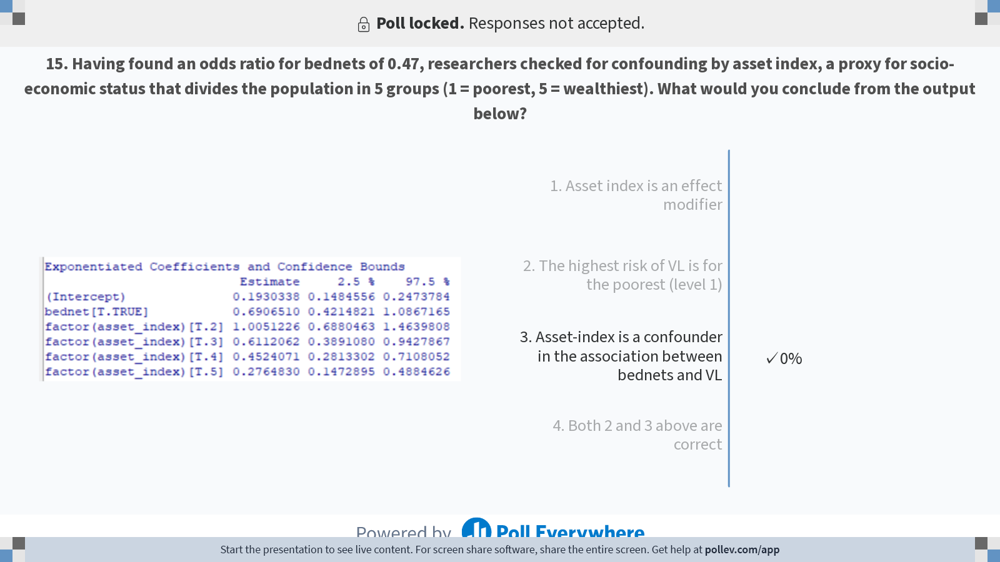 Poll locked. Responses not accepted.
15. Having found an odds ratio for bednets of 0.47, researchers checked for confounding by asset index, a proxy for socio-
economic status that divides the population in 5 groups (1 = poorest, 5 = wealthiest). What would you conclude from the output
below?
Exponentiated Coefficients and Confidence Bounds
Estimate 2.5 % 97.5 %
(Intercept) 0.1930338 0.1484556 0.2473784
bednet[T.TRUE] 0.6906510 0.4214821 1.0867165
factor(asset_index)[T.2] 1.0051226 0.6880463 1.4639808
factor(asset_index)[T.3] 0.6112062 0.3891080 0.9427867
factor(asset_index)[T.4] 0.4524071 0.2813302 0.7108052
factor(asset_index)[T.5] 0.2764830 0.1472895 0.4884626
1. Asset index is an effect
modifier
2. The highest risk of VL is for
the poorest (level 1)
3. Asset-index is a confounder
in the association between
bednets and VL
✓0%
4. Both 2 and 3 above are
correct
Powered by Poll Everywhere
Start the presentation to see live content. For screen share software, share the entire screen. Get help at pollev.com/app